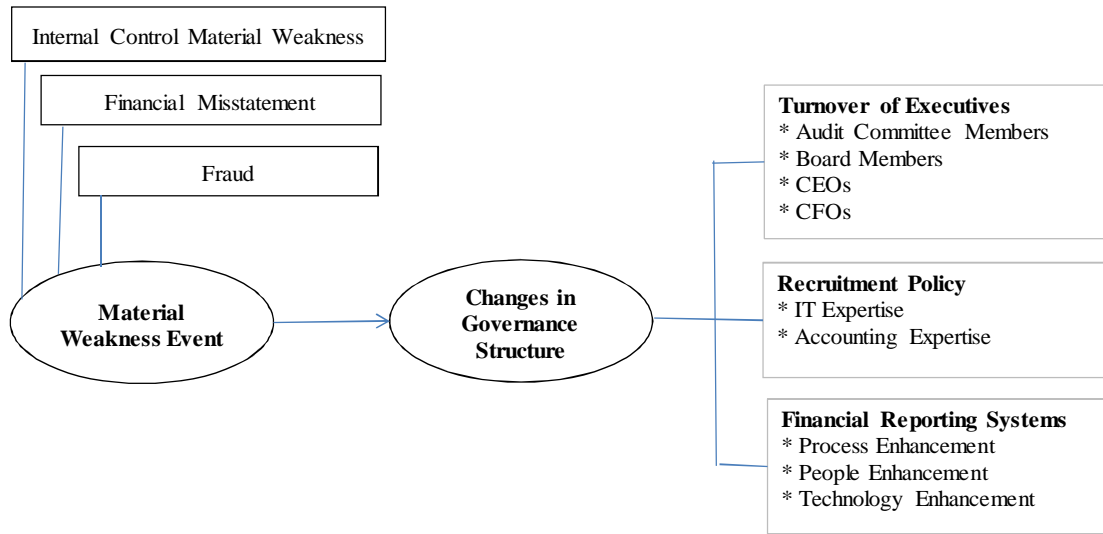 Internal Control Material Weakness
Financial Misstatement
Fraud
Material
Weakness Event
Changes in
Governance
Structure
Turnover of Executives
* Audit Committee Members
* Board Members
* CEOs
* CFOs
Recruitment Policy
* IT Expertise
* Accounting Expertise
Financial Reporting Systems
* Process Enhancement
* People Enhancement
* Technology Enhancement